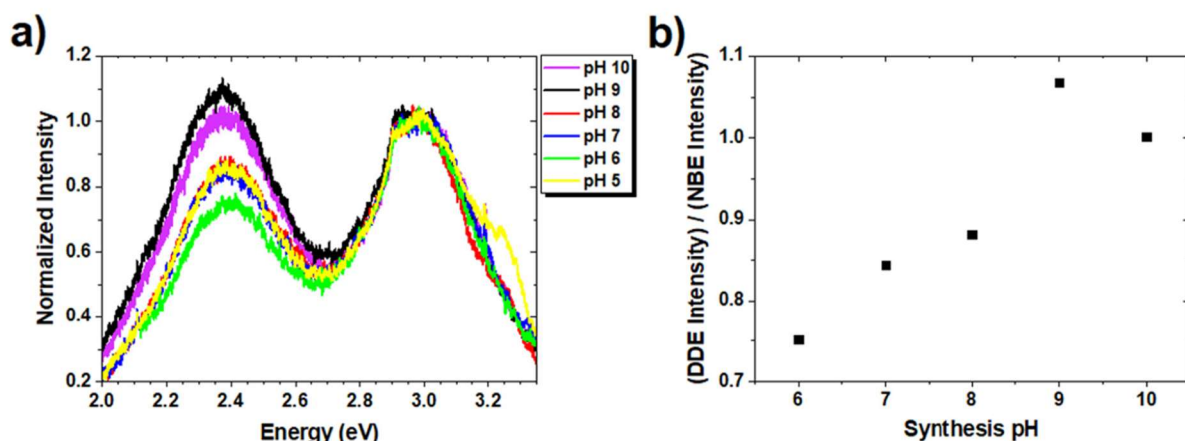 a)
1.2
1.0
0.8
0.6
0.4
0.2
Normalized Intensity
2.0 2.2 2.4 2.6 2.8 3.0 3.2
Energy (eV)
pH 10
pH 9
pH 8
pH 7
pH 6
pH 5
b)
1.1
1.0
0.9
0.8
0.7
(DDE Intensity) / (NBE Intensity)
6 7 8 9 10
Synthesis pH